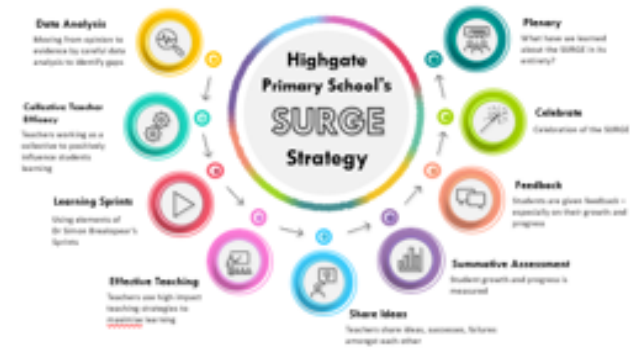 Highgate
Primary School's
SURGE
Strategy
Data Analysis
Moving from opinion to
evidence by careful data
analysis to identify gaps
Collective Teacher
Efficacy
Teachers working as a
collective to positively
influence students
learning
Learning Sprints
Using elements of
Dr Simon Breakspear's
Sprints
Effective Teaching
Teachers use high impact
teaching strategies to
maximise learning
Share Ideas
Teachers share ideas, successes, failures
amongst each other
Summative Assessment
Student growth and progress is
measured
Feedback
Students are given feedback –
especially on their growth and
progress
Celebrate
Celebration of the SURGE
Plenary
What have we learned
about the SURGE in its
entirety?